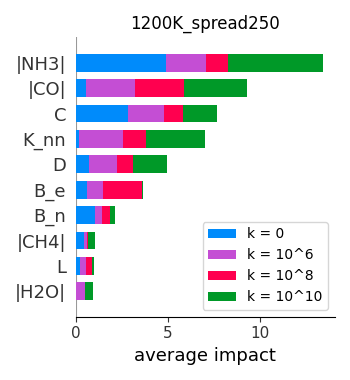 1200K_spread250
|NH3|
|CO|
C
K_nn
D
B_e
B_n
|CH4|
L
|H2O|
k = 0
k = 10^6
k = 10^8
k = 10^10
0 5 10
average impact